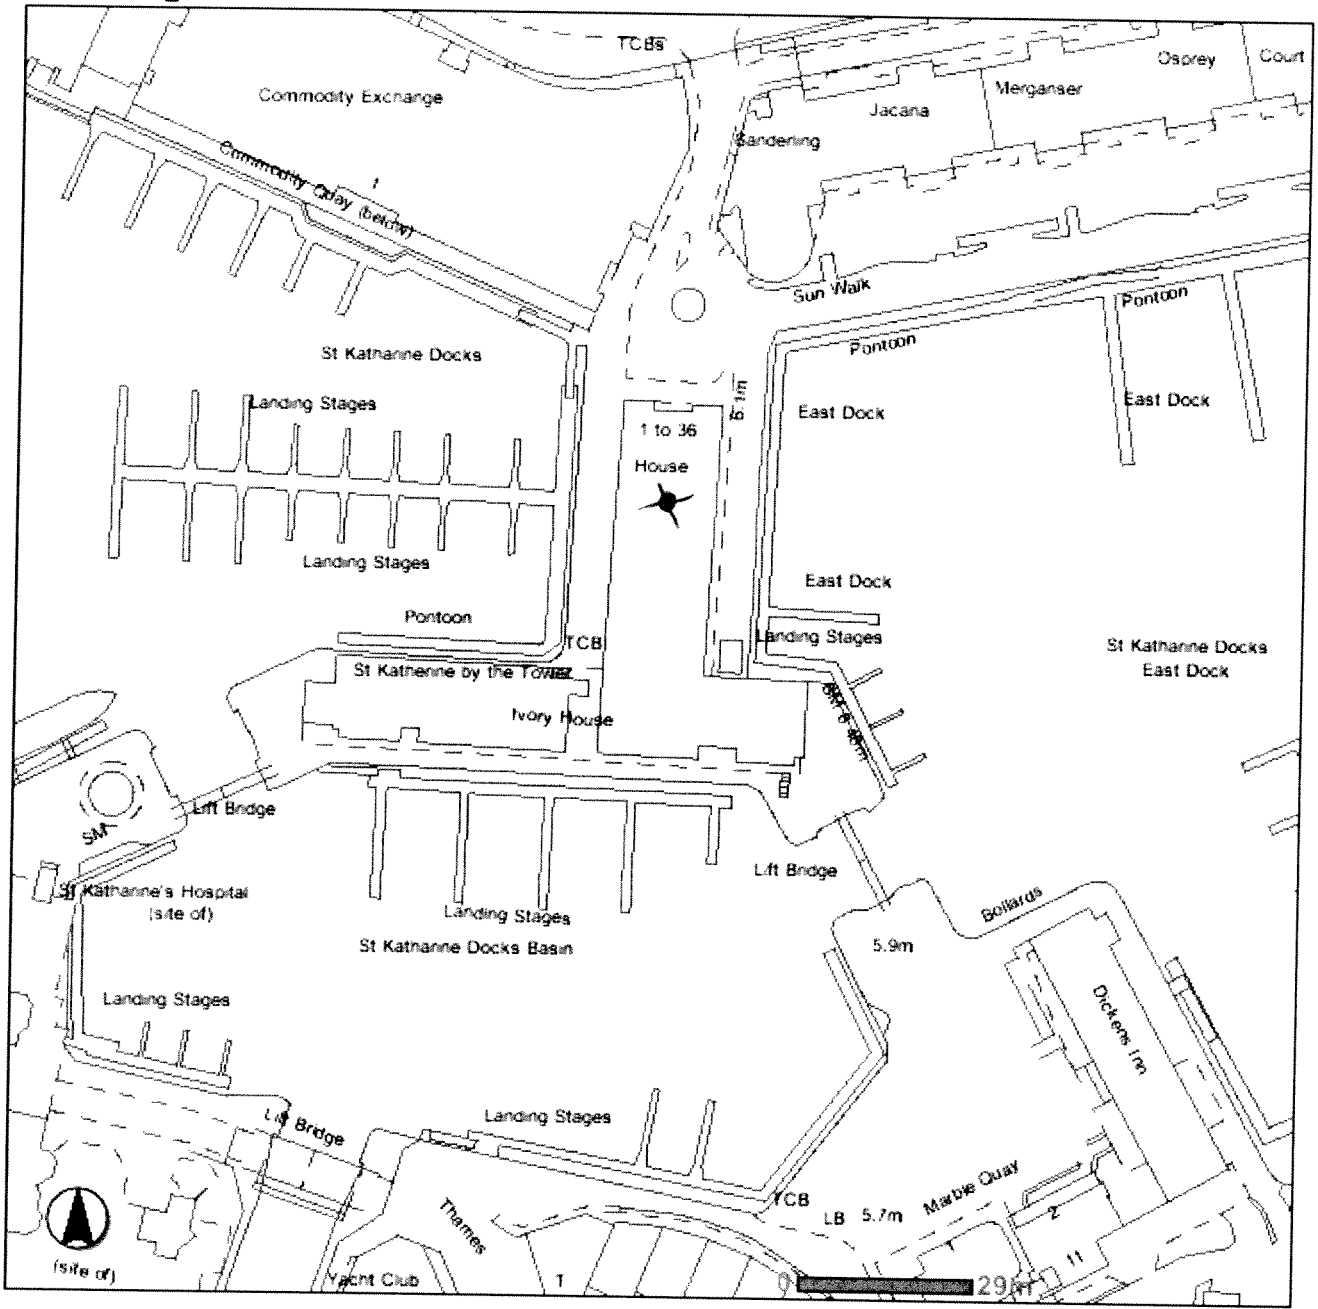 TCBs
Osprey
Court
Commodity Exchange
Merganser
Jacana
Sanderling
Commodity Quay (below)
1
Sun Walk
Pontoon
Pontoon
St Katharine Docks
Landing Stages
6.1m
East Dock
East Dock
1 to 36
House
Landing Stages
East Dock
Pontoon
TCB
Landing Stages
St Katharine Docks
East Dock
St Katherine by the Tower
Ivory House
Lift Bridge
SM
Lift Bridge
St Katharine's Hospital
(site of)
Bollards
Landing Stages
St Katharine Docks Basin
5.9m
Landing Stages
Dickens Inn
Landing Stages
Lift Bridge
Marble Quay
TCB
LB
5.7m
Thames
2
1
11
(site of)
Yacht Club
1
0
29m